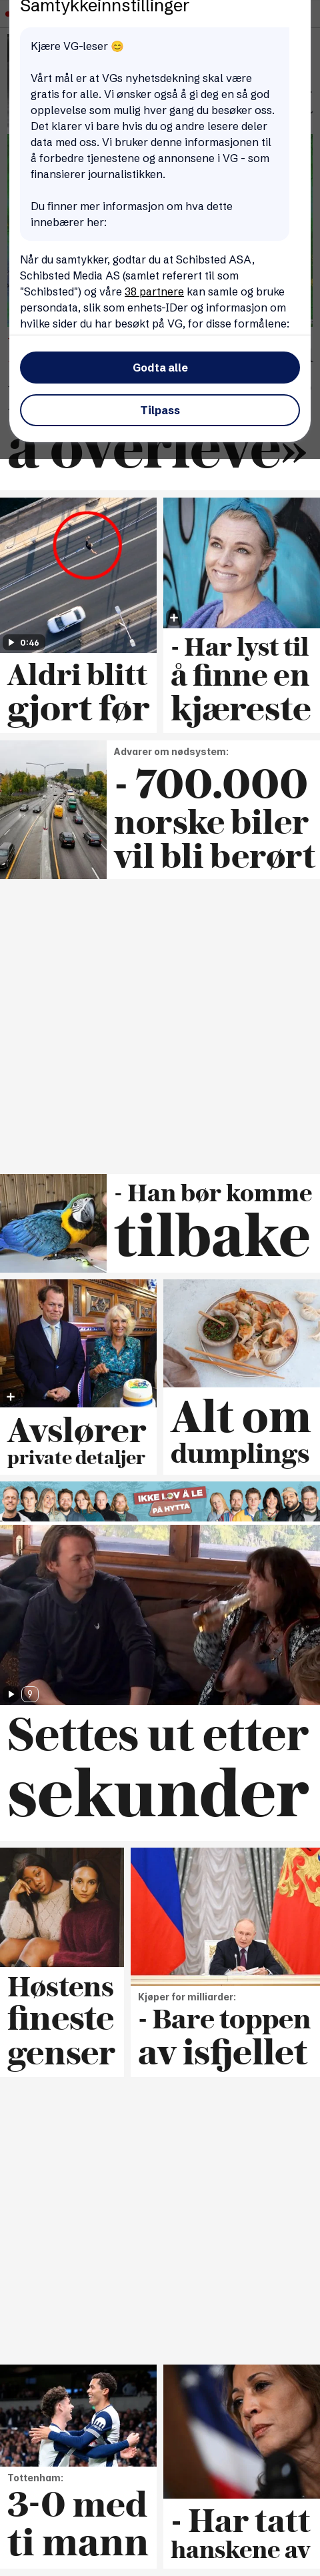 Samtykkeinnstillinger
Kjære VG-leser 😊
Vårt mål er at VGs nyhetsdekning skal være
gratis for alle. Vi ønsker også å gi deg en så god
opplevelse som mulig hver gang du besøker oss.
Det klarer vi bare hvis du og andre lesere deler
data med oss. Vi bruker denne informasjonen til
å forbedre tjenestene og annonsene i VG - som
finansierer journalistikken.
Du finner mer informasjon om hva dette
innebærer her:
Når du samtykker, godtar du at Schibsted ASA,
Schibsted Media AS (samlet referert til som
"Schibsted") og våre 38 partnere kan samle og bruke
persondata, slik som enhets-IDer og informasjon om
hvilke sider du har besøkt på VG, for disse formålene:
Godta alle
Tilpass
å overleve»
0:46
Aldri blitt
gjort før
- Har lyst til
å finne en
kjæreste
Advarer om nødsystem:
- 700.000
norske biler
vil bli berørt
- Han bør komme
tilbake
Avslører
private detaljer
Alt om
dumplings
IKKE LOV Å LE
PÅ HYTTA
9
Settes ut etter
sekunder
Høstens
fineste
genser
Kjøper for milliarder:
- Bare toppen
av isfjellet
Tottenham:
3-0 med
ti mann
- Har tatt
hanskene av